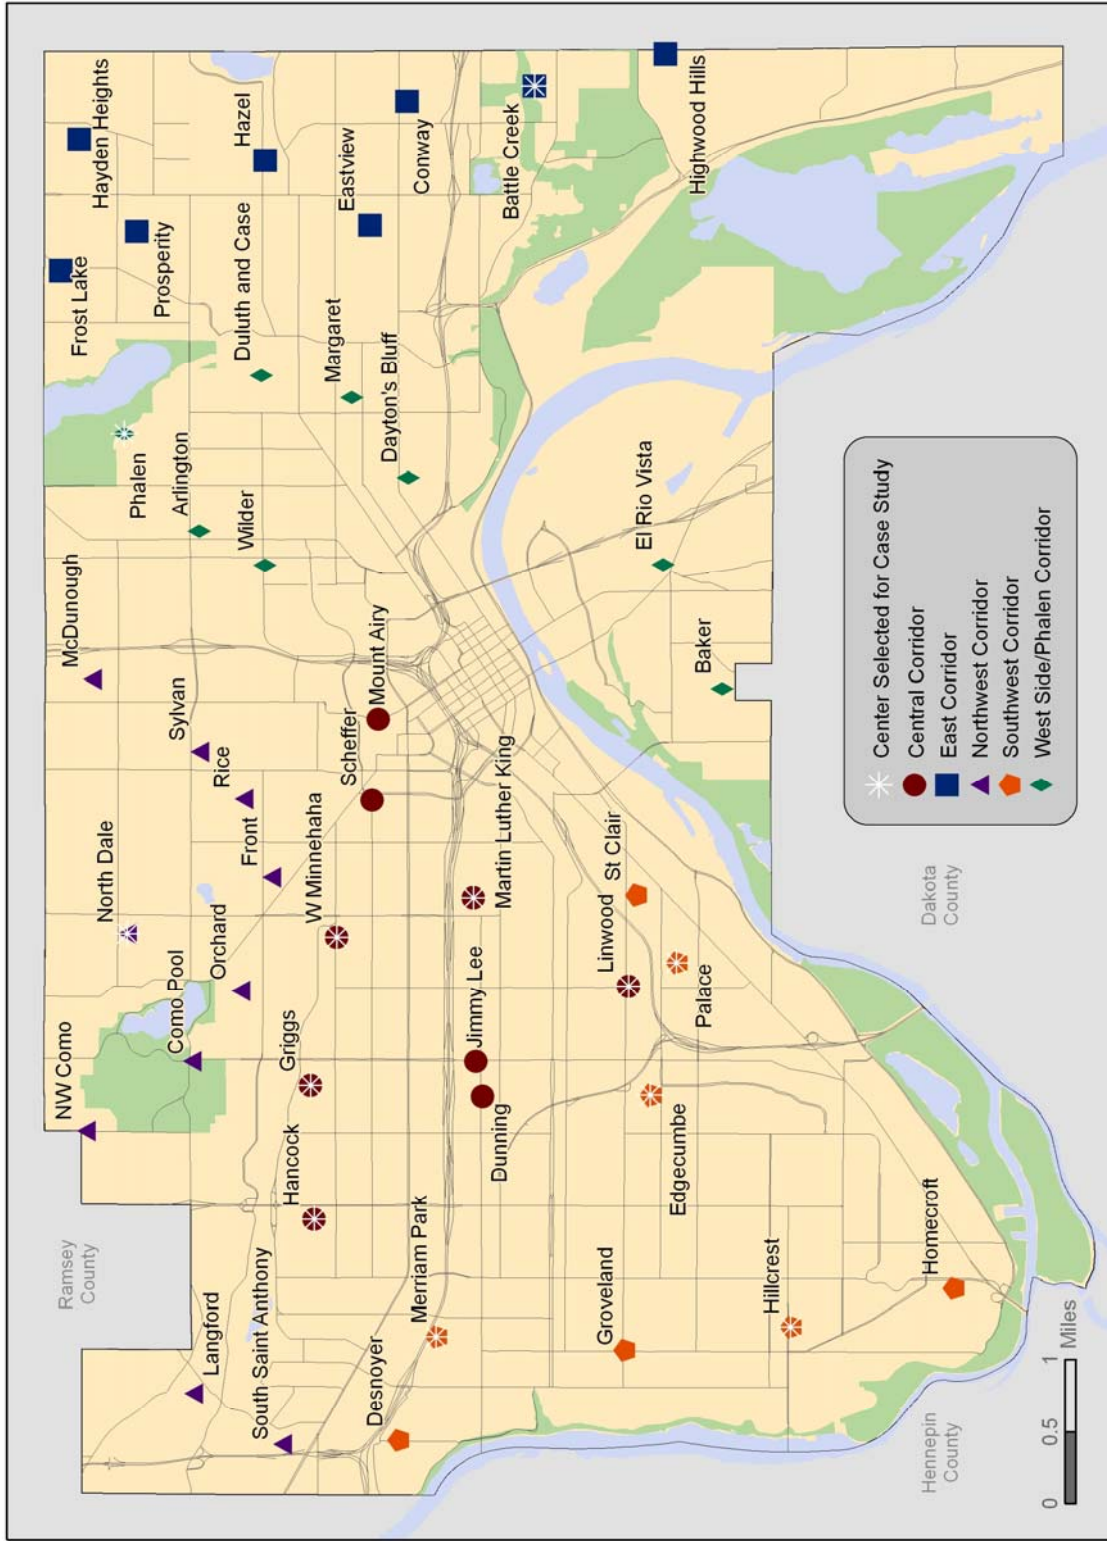 Ramsey
County
NW Como
North Dale
McDunough
Phalen
Frost Lake
Hayden Heights
Prosperity
Langford
Como Pool
Orchard
Sylvan
Rice
Arlington
Duluth and Case
Hazel
South Saint Anthony
Hancock
Griggs
Front
W Minnehaha
Wilder
Margaret
Eastview
Desnoyer
Merriam Park
Scheffer
Mount Airy
Dayton's Bluff
Conway
Dunning
Jimmy Lee
Martin Luther King
Battle Creek
Groveland
Edgecumbe
Linwood
St Clair
Palace
El Rio Vista
Baker
Highwood Hills
Hillcrest
Homecroft
Hennepin
County
Dakota
County
Center Selected for Case Study
Central Corridor
East Corridor
Northwest Corridor
Southwest Corridor
West Side/Phalen Corridor
0 0.5 1
Miles